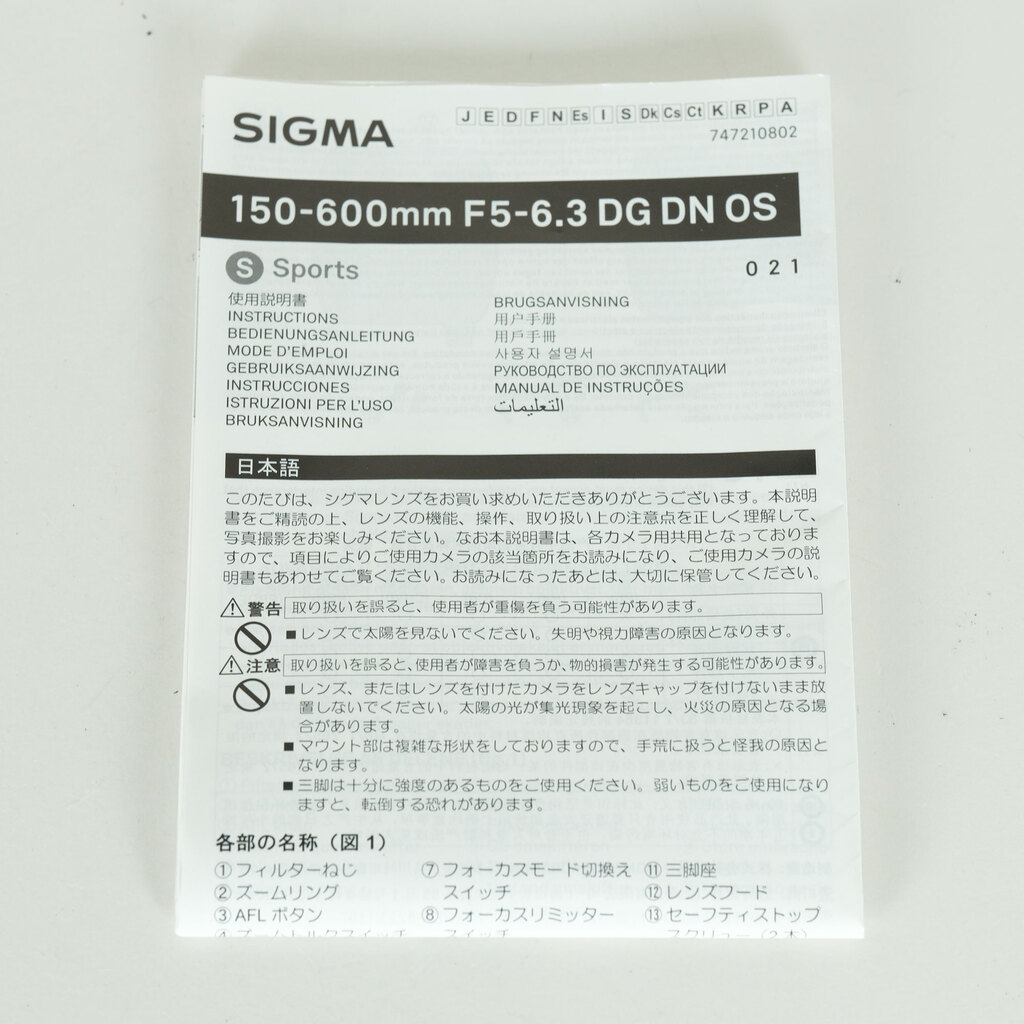 SIGMA
J E D F N Es I S Dk Cs Ct K R P A
747210802
150-600mm F5-6.3 DG DN OS
S Sports
021
使用説明書
INSTRUCTIONS
BEDIENUNGSANLEITUNG
MODE D'EMPLOI
GEBRUIKSAANWIJZING
INSTRUCCIONES
ISTRUZIONI PER L'USO
BRUKSANVISNING
BRUGSANVISNING
用户手册
用戶手冊
사용자 설명서
РУКОВОДСТВО ПО ЭКСПЛУАТАЦИИ
MANUAL DE INSTRUÇÕES
التعليمات
日本語
このたびは、シグマレンズをお買い求めいただきありがとうございます。本説明
書をご精読の上、レンズの機能、操作、取り扱い上の注意点を正しく理解して、
写真撮影をお楽しみください。なお本説明書は、各カメラ用共用となっておりま
すので、項目によりご使用カメラの該当箇所をお読みになり、ご使用カメラの説
明書もあわせてご覧ください。お読みになったあとは、大切に保管してください。
⚠警告 取り扱いを誤ると、使用者が重傷を負う可能性があります。
■レンズで太陽を見ないでください。失明や視力障害の原因となります。
⚠注意 取り扱いを誤ると、使用者が障害を負うか、物的損害が発生する可能性があります。
■レンズ、またはレンズを付けたカメラをレンズキャップを付けないまま放
置しないでください。太陽の光が集光現象を起こし、火災の原因となる場
合があります。
■マウント部は複雑な形状をしておりますので、手荒に扱うと怪我の原因と
なります。
■三脚は十分に強度のあるものをご使用ください。弱いものをご使用になり
ますと、転倒する恐れがあります。
各部の名称（図1）
①フィルターねじ
②ズームリング
③AFL ボタン
④ズームトルクスイッチ
⑦フォーカスモード切換え
スイッチ
⑧フォーカスリミッター
スイッチ
⑪三脚座
⑫レンズフード
⑬セーフティストップ
スクリュー（2本）